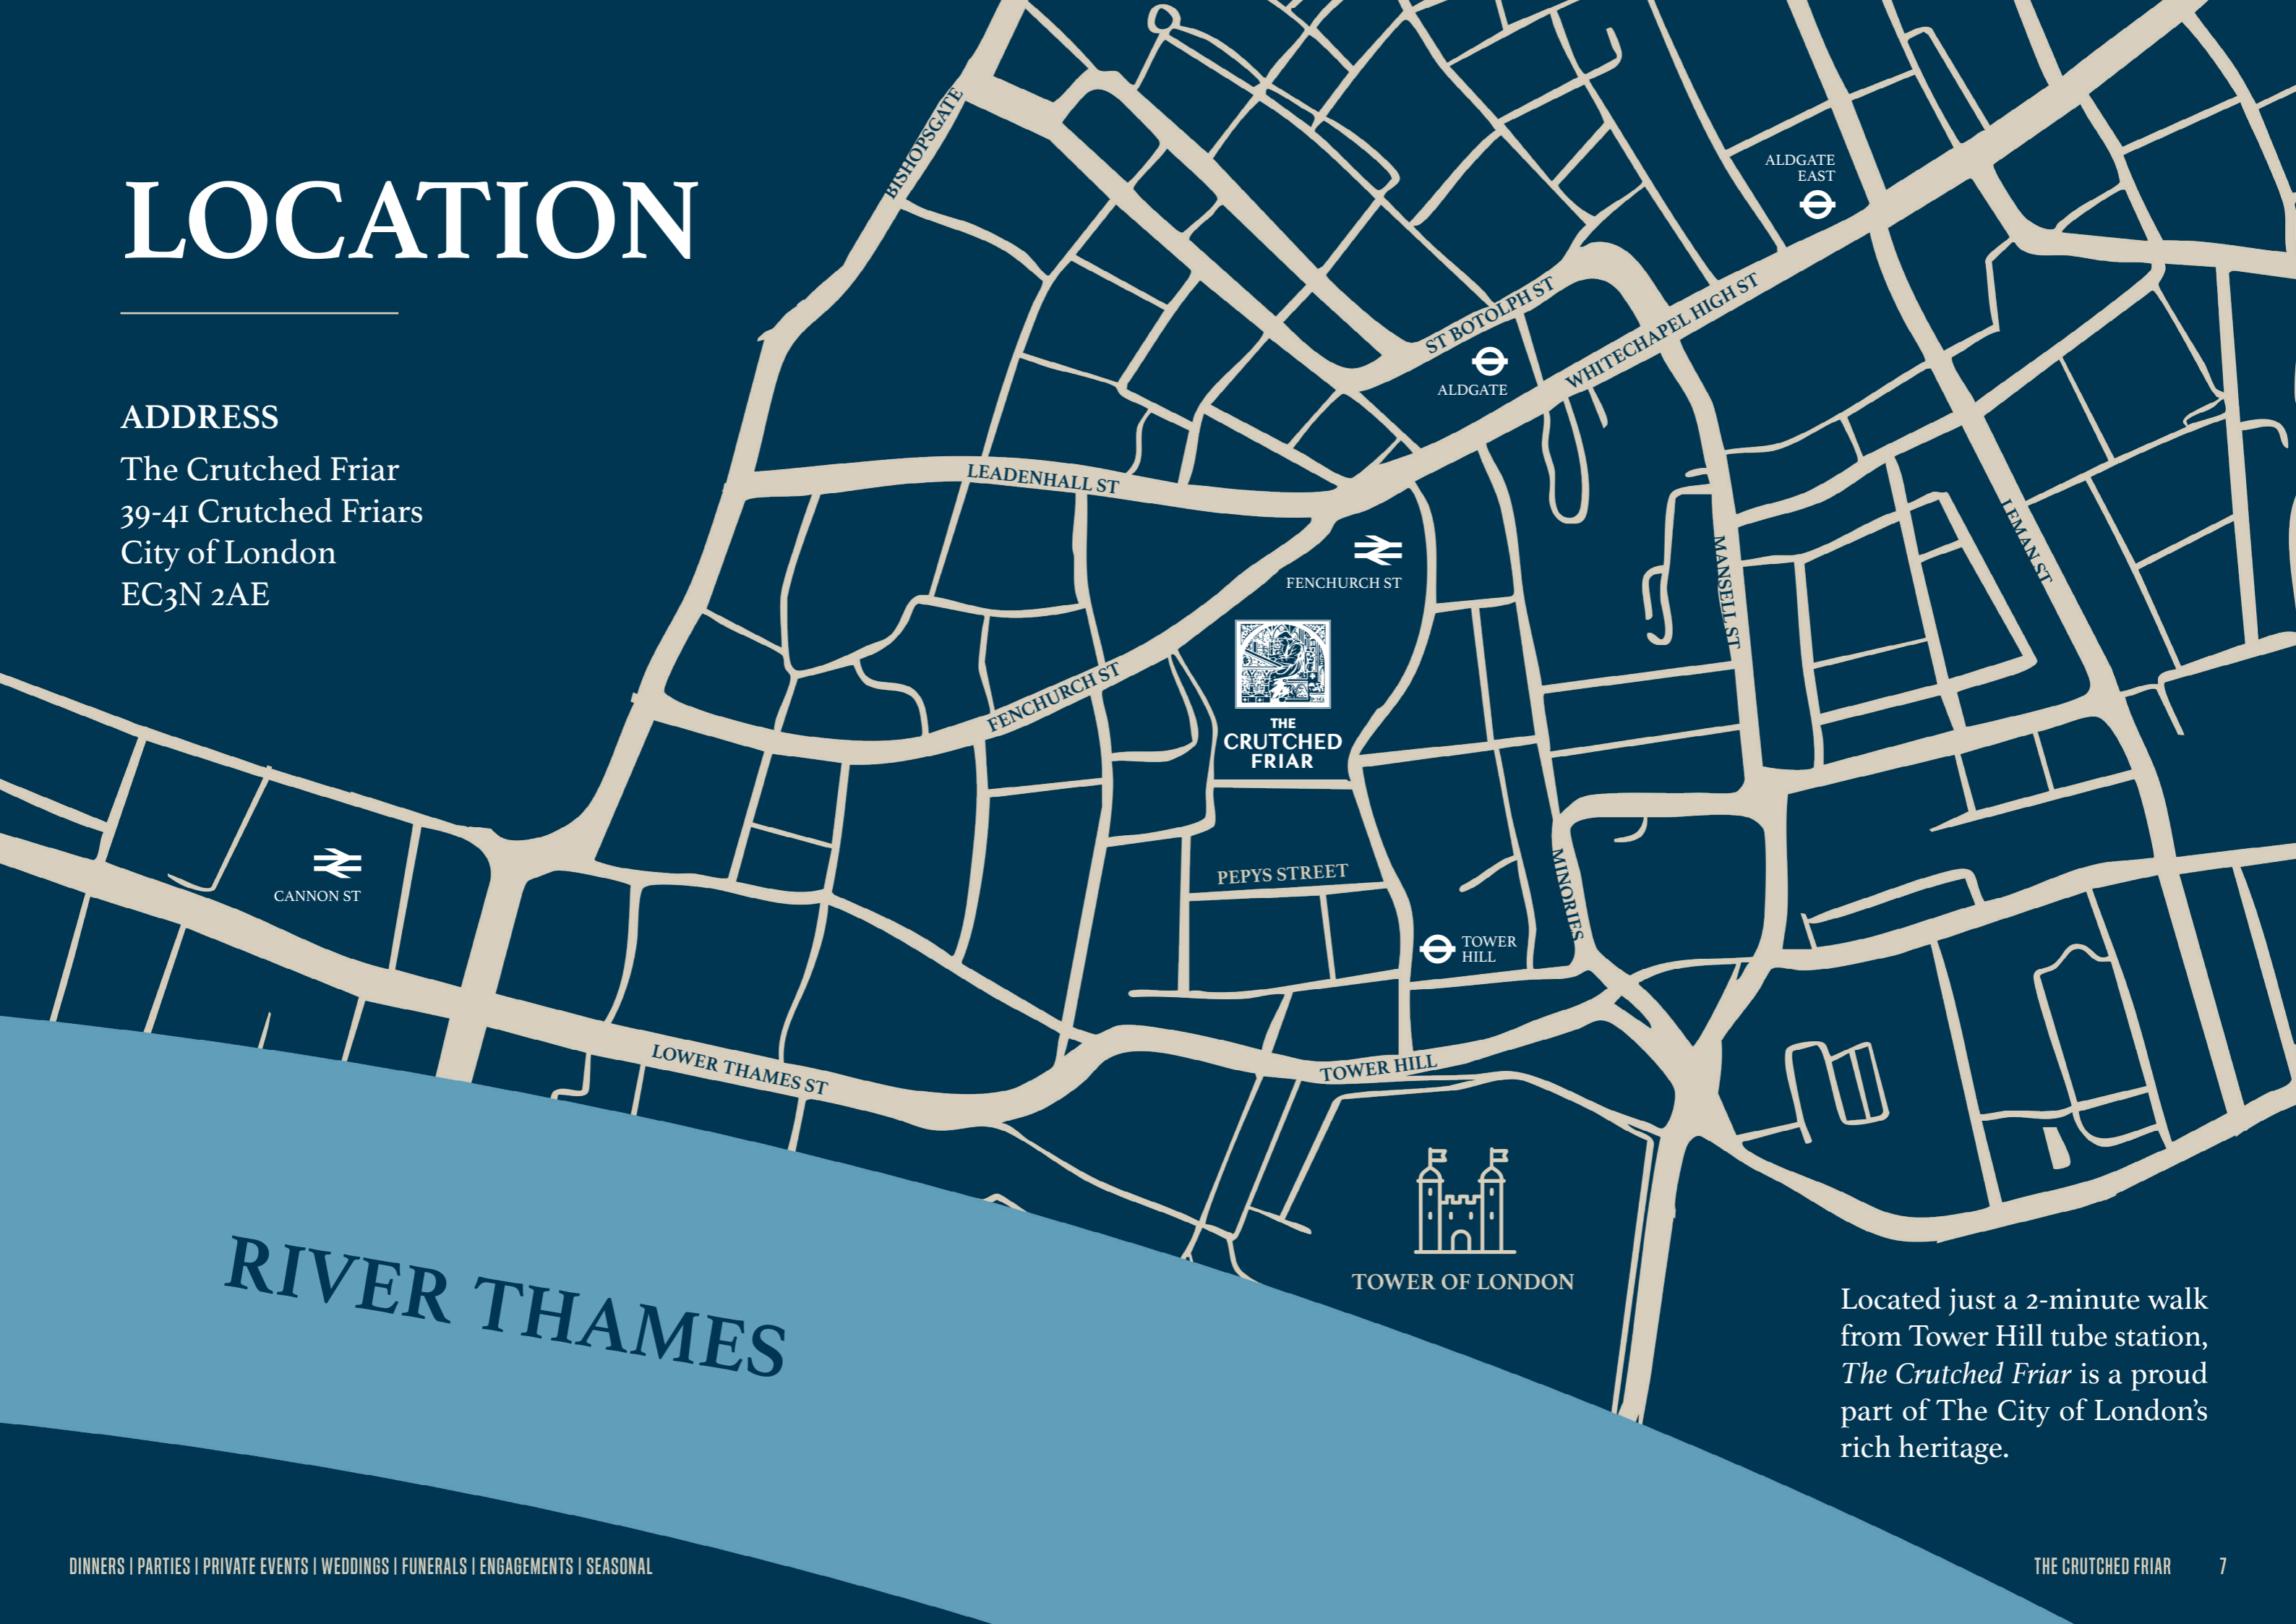 LOCATION
ADDRESS
The Crutched Friar
39-41 Crutched Friars
City of London
EC3N 2AE
BISHOPSGATE
ALDGATE
EAST
ST BOTOLPH ST
WHITECHAPEL HIGH ST
ALDGATE
LEADENHALL ST
FENCHURCH ST
MANSELL ST
LEMAN ST
THE
CRUTCHED
FRIAR
FENCHURCH ST
CANNON ST
PEPYS STREET
MINORIES
TOWER
HILL
LOWER THAMES ST
TOWER HILL
TOWER OF LONDON
RIVER THAMES
Located just a 2-minute walk
from Tower Hill tube station,
The Crutched Friar is a proud
part of The City of London’s
rich heritage.
DINNERS | PARTIES | PRIVATE EVENTS | WEDDINGS | FUNERALS | ENGAGEMENTS | SEASONAL
THE CRUTCHED FRIAR 7